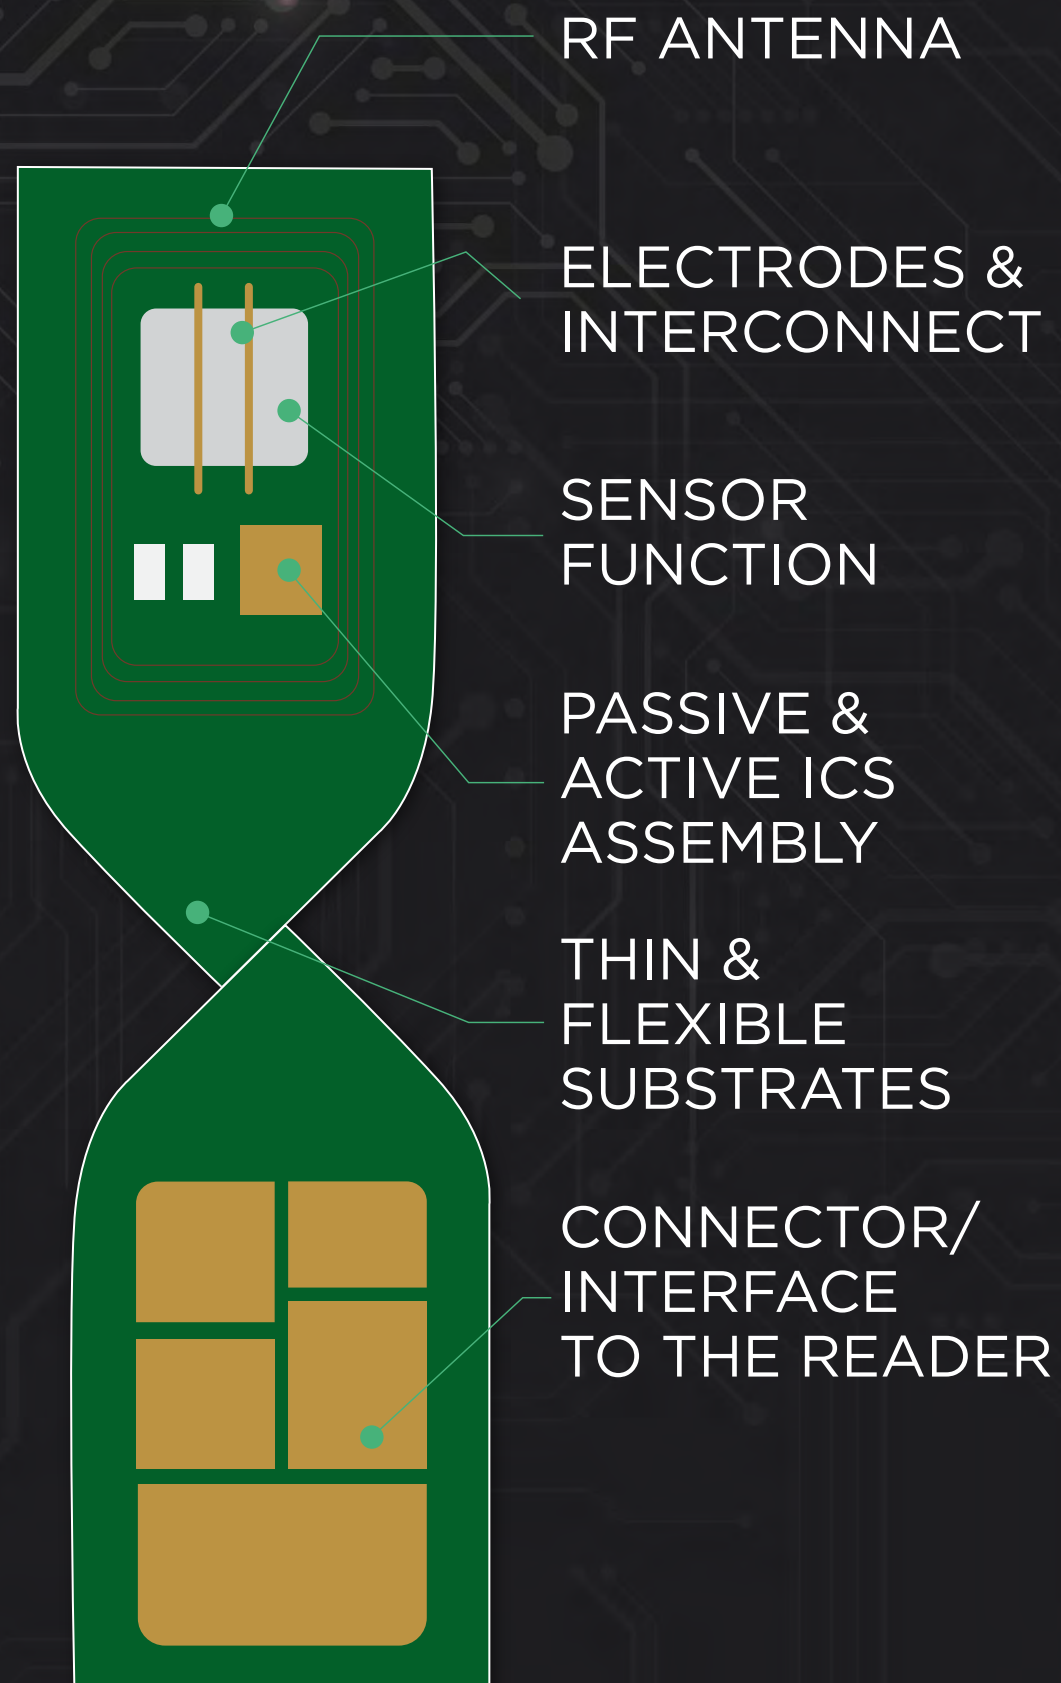 RF ANTENNA
ELECTRODES &
INTERCONNECT
SENSOR
FUNCTION
PASSIVE &
ACTIVE ICS
ASSEMBLY
THIN &
FLEXIBLE
SUBSTRATES
CONNECTOR/
INTERFACE
TO THE READER